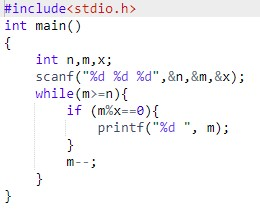 #include<stdio.h>
int main()
{
    int n,m,x;
    scanf("%d %d %d",&n,&m,&x);
    while(m>=n){
        if (m%x==0){
            printf("%d ", m);
        }
        m--;
    }
}